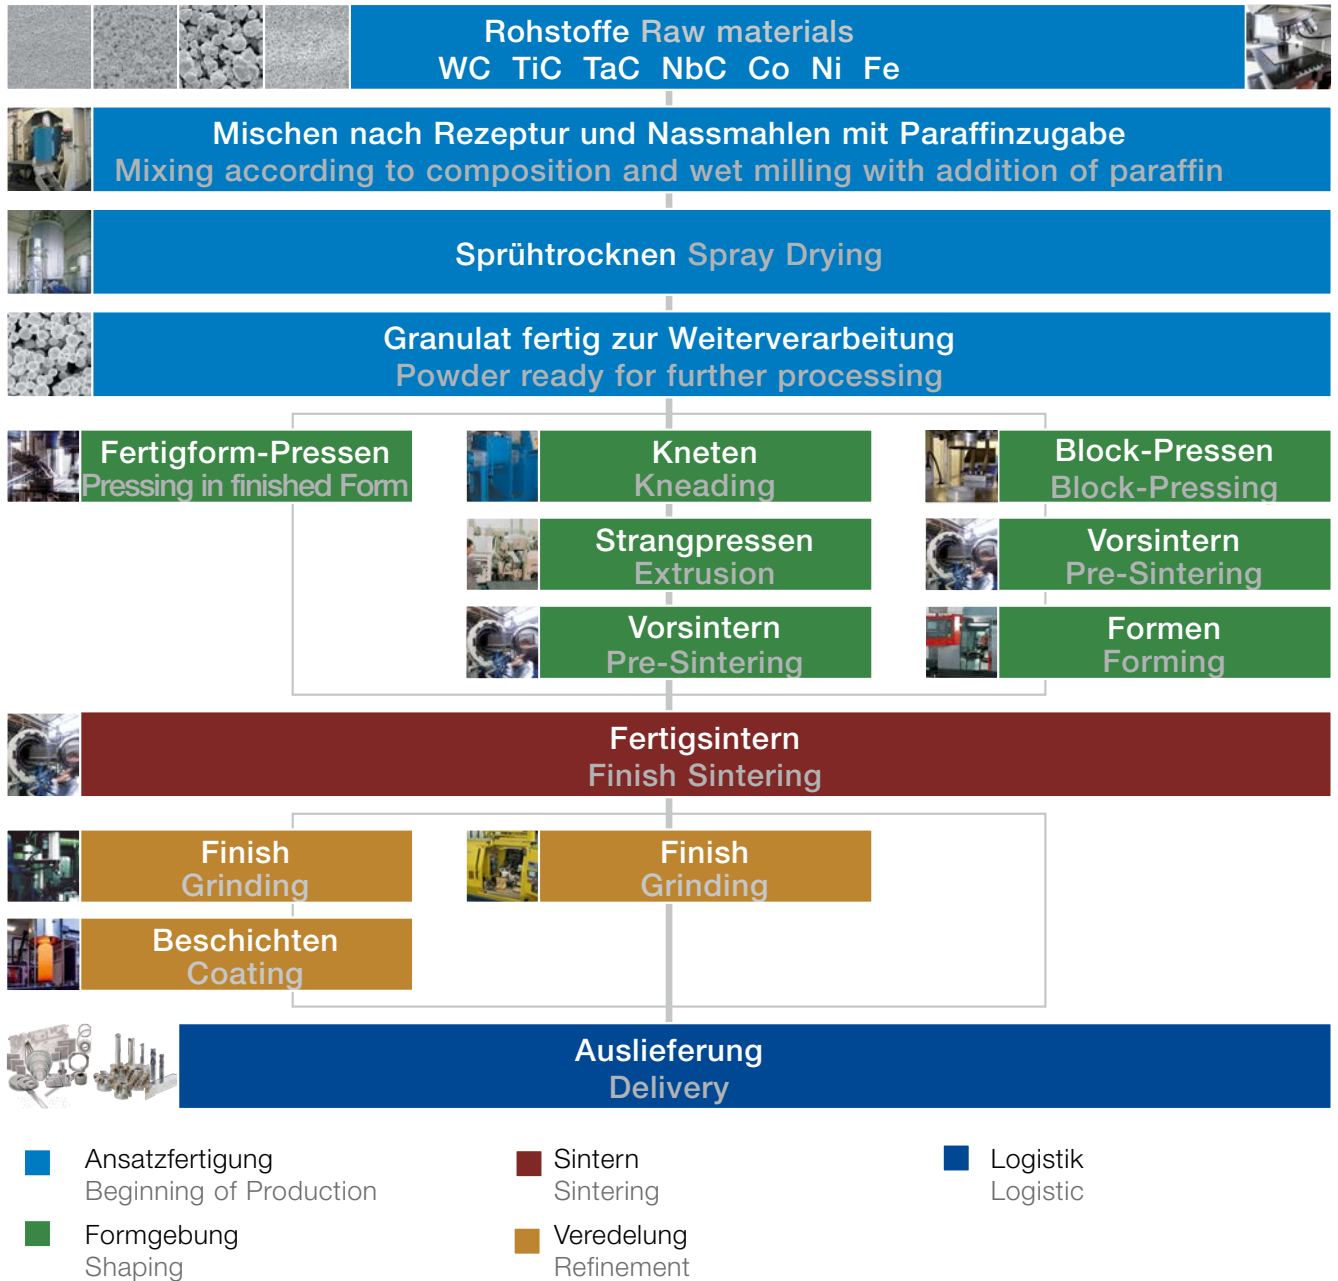 Rohstoffe Raw materials
WC TiC TaC NbC Co Ni Fe
Mischen nach Rezeptur und Nassmahlen mit Paraffinzugabe
Mixing according to composition and wet milling with addition of paraffin
Sprühtrocknen Spray Drying
Granulat fertig zur Weiterverarbeitung
Powder ready for further processing
Fertigform-Pressen
Pressing in finished Form
Kneten
Kneading
Block-Pressen
Block-Pressing
Strangpressen
Extrusion
Vorsintern
Pre-Sintering
Vorsintern
Pre-Sintering
Formen
Forming
Fertigsintern
Finish Sintering
Finish
Grinding
Finish
Grinding
Beschichten
Coating
Auslieferung
Delivery
Ansatzfertigung
Beginning of Production
Sintern
Sintering
Logistik
Logistic
Formgebung
Shaping
Veredelung
Refinement